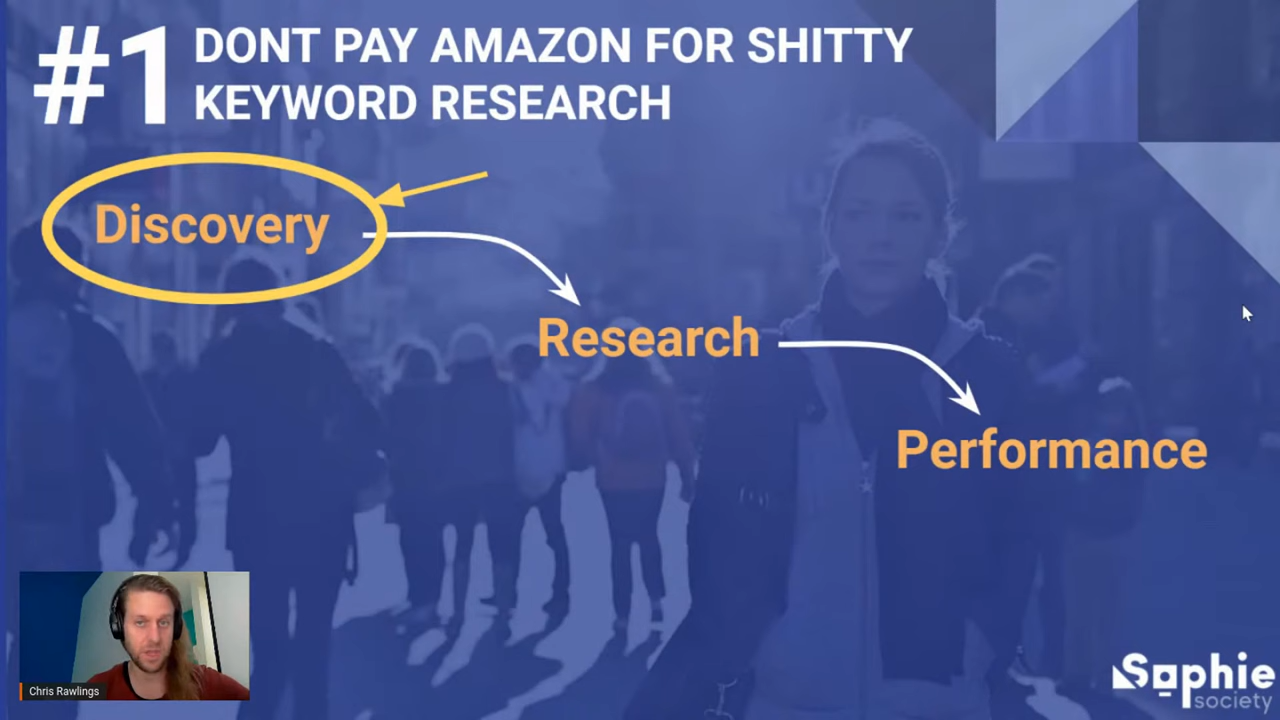 #1 DONT PAY AMAZON FOR SHITTY
KEYWORD RESEARCH
Discovery
Research
Performance
Chris Rawlings
Sophie
society